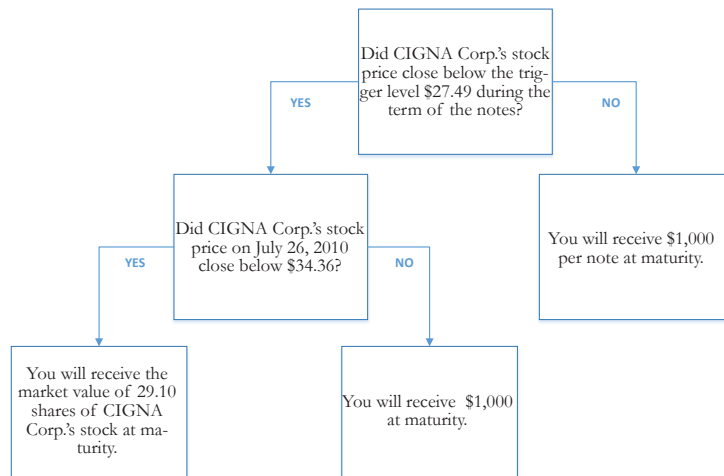 Did CIGNA Corp.'s stock
price close below the trig-
ger level $27.49 during the
term of the notes?
YES
NO
Did CIGNA Corp.'s stock
price on July 26, 2010
close below $34.36?
You will receive $1,000
per note at maturity.
YES
NO
You will receive the
market value of 29.10
shares of CIGNA
Corp.'s stock at ma-
turity.
You will receive $1,000
at maturity.